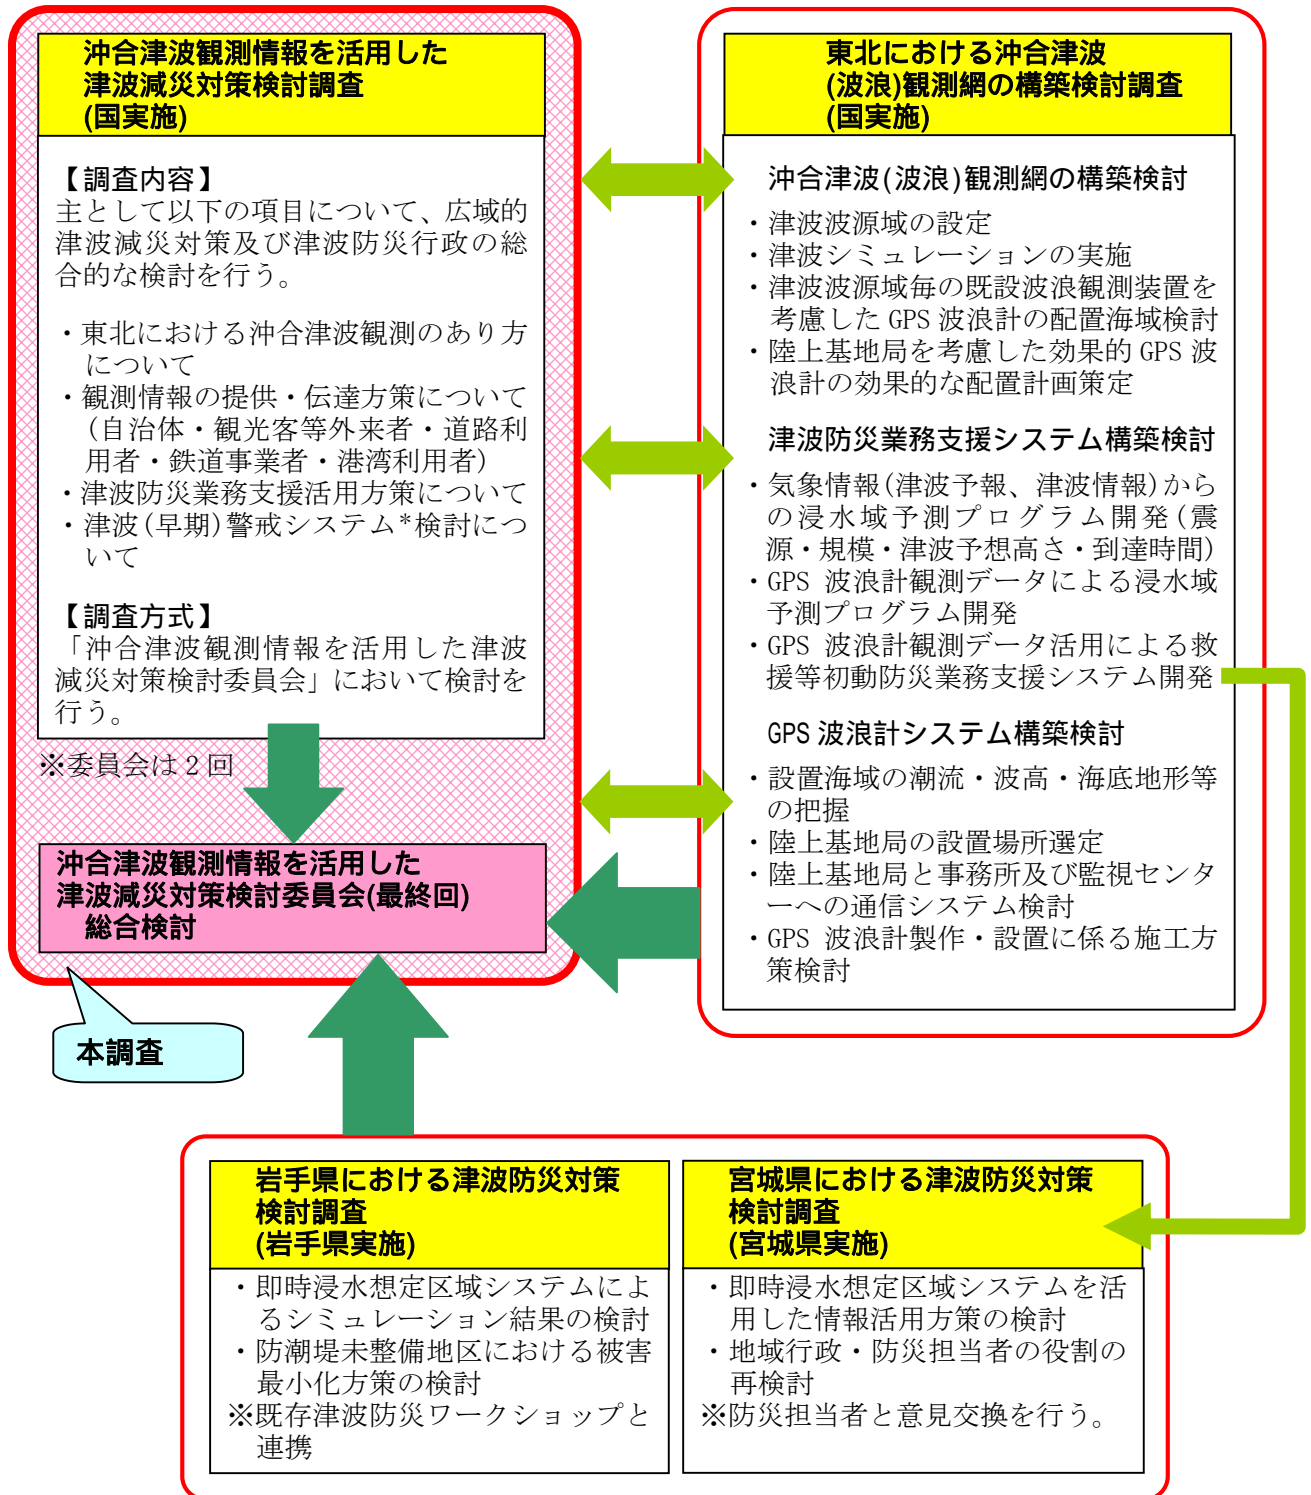 沖合津波観測情報を活用した
津波減災対策検討調査
(国実施)
【調査内容】
主として以下の項目について、広域的
津波減災対策及び津波防災行政の総
合的な検討を行う。
・東北における沖合津波観測のあり方
について
・観測情報の提供・伝達方策について
(自治体・観光客等外来者・道路利
用者・鉄道事業者・港湾利用者)
・津波防災業務支援活用方策について
・津波(早期)警戒システム*検討につ
いて
【調査方式】
「沖合津波観測情報を活用した津波
減災対策検討委員会」において検討を
行う。
※委員会は２回
沖合津波観測情報を活用した
津波減災対策検討委員会(最終回)
総合検討
本調査
東北における沖合津波
(波浪)観測網の構築検討調査
(国実施)
沖合津波(波浪)観測網の構築検討
・津波波源域の設定
・津波シミュレーションの実施
・津波波源域毎の既設波浪観測装置を
考慮した GPS 波浪計の配置海域検討
・陸上基地局を考慮した効果的 GPS 波
浪計の効果的な配置計画策定
津波防災業務支援システム構築検討
・気象情報(津波予報、津波情報)から
の浸水域予測プログラム開発(震
源・規模・津波予想高さ・到達時間)
・GPS 波浪計観測データによる浸水域
予測プログラム開発
・GPS 波浪計観測データ活用による救
援等初動防災業務支援システム開発
GPS 波浪計システム構築検討
・設置海域の潮流・波高・海底地形等
の把握
・陸上基地局の設置場所選定
・陸上基地局と事務所及び監視センタ
ーへの通信システム検討
・GPS 波浪計製作・設置に係る施工方
策検討
岩手県における津波防災対策
検討調査
(岩手県実施)
・即時浸水想定区域システムによ
るシミュレーション結果の検討
・防潮堤未整備地区における被害
最小化方策の検討
※既存津波防災ワークショップと
連携
宮城県における津波防災対策
検討調査
(宮城県実施)
・即時浸水想定区域システムを活
用した情報活用方策の検討
・地域行政・防災担当者の役割の
再検討
※防災担当者と意見交換を行う。